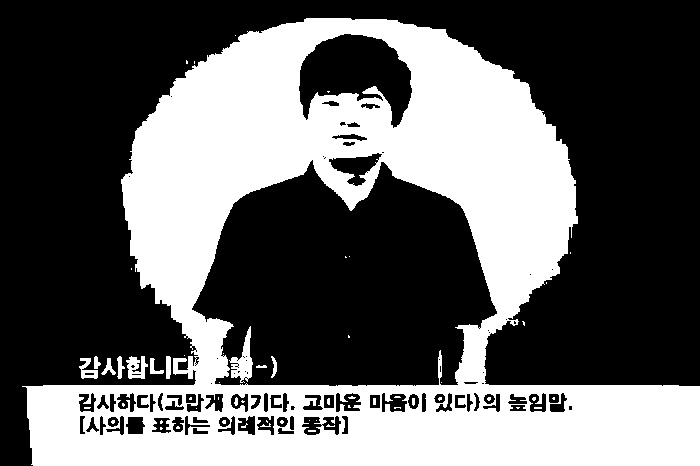 감사합니다
감사하다(고맙게 여기다. 고마운 마음이 있다)의 높임말.
[사의를 표하는 의례적인 동작]